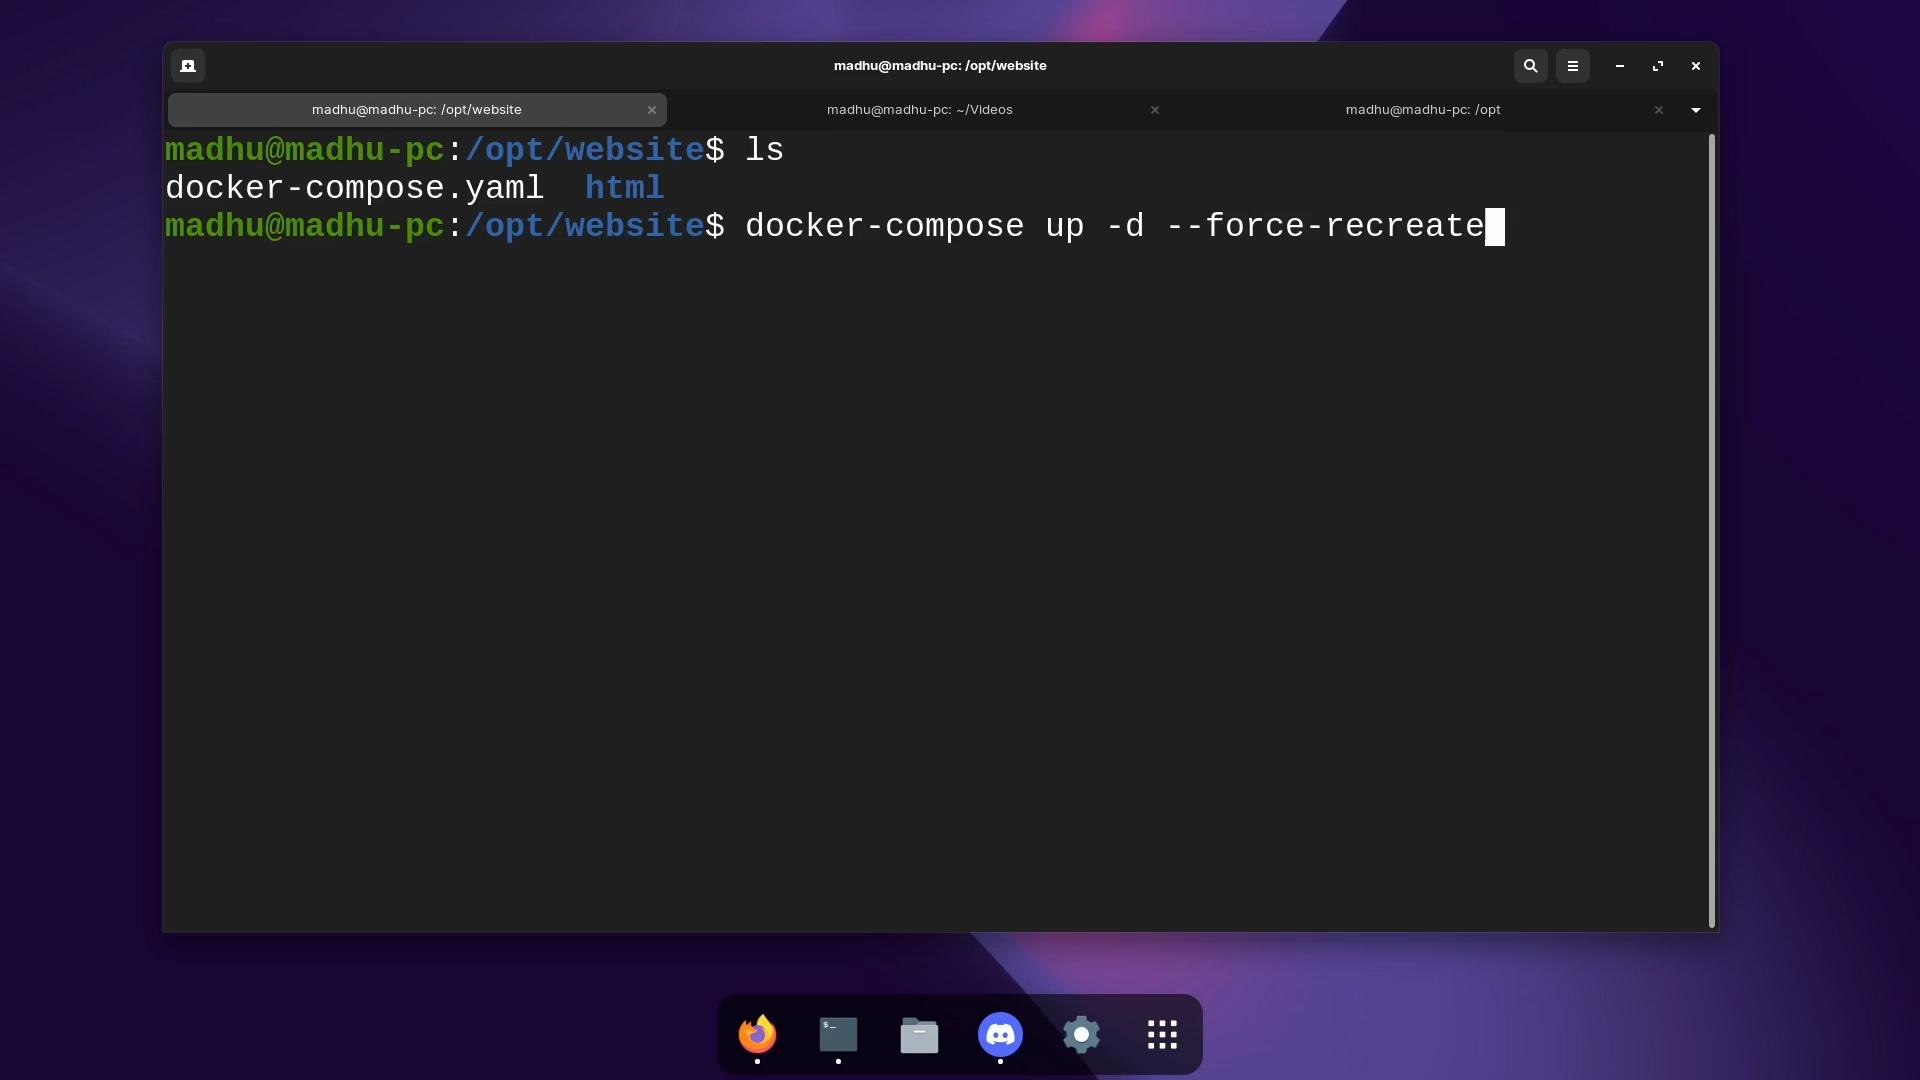 madhu@madhu-pc: /opt/website
madhu@madhu-pc: /opt/website
madhu@madhu-pc: ~/Videos
madhu@madhu-pc: /opt
madhu@madhu-pc:/opt/website$ ls
docker-compose.yaml  html
madhu@madhu-pc:/opt/website$ docker-compose up -d --force-recreate
$_